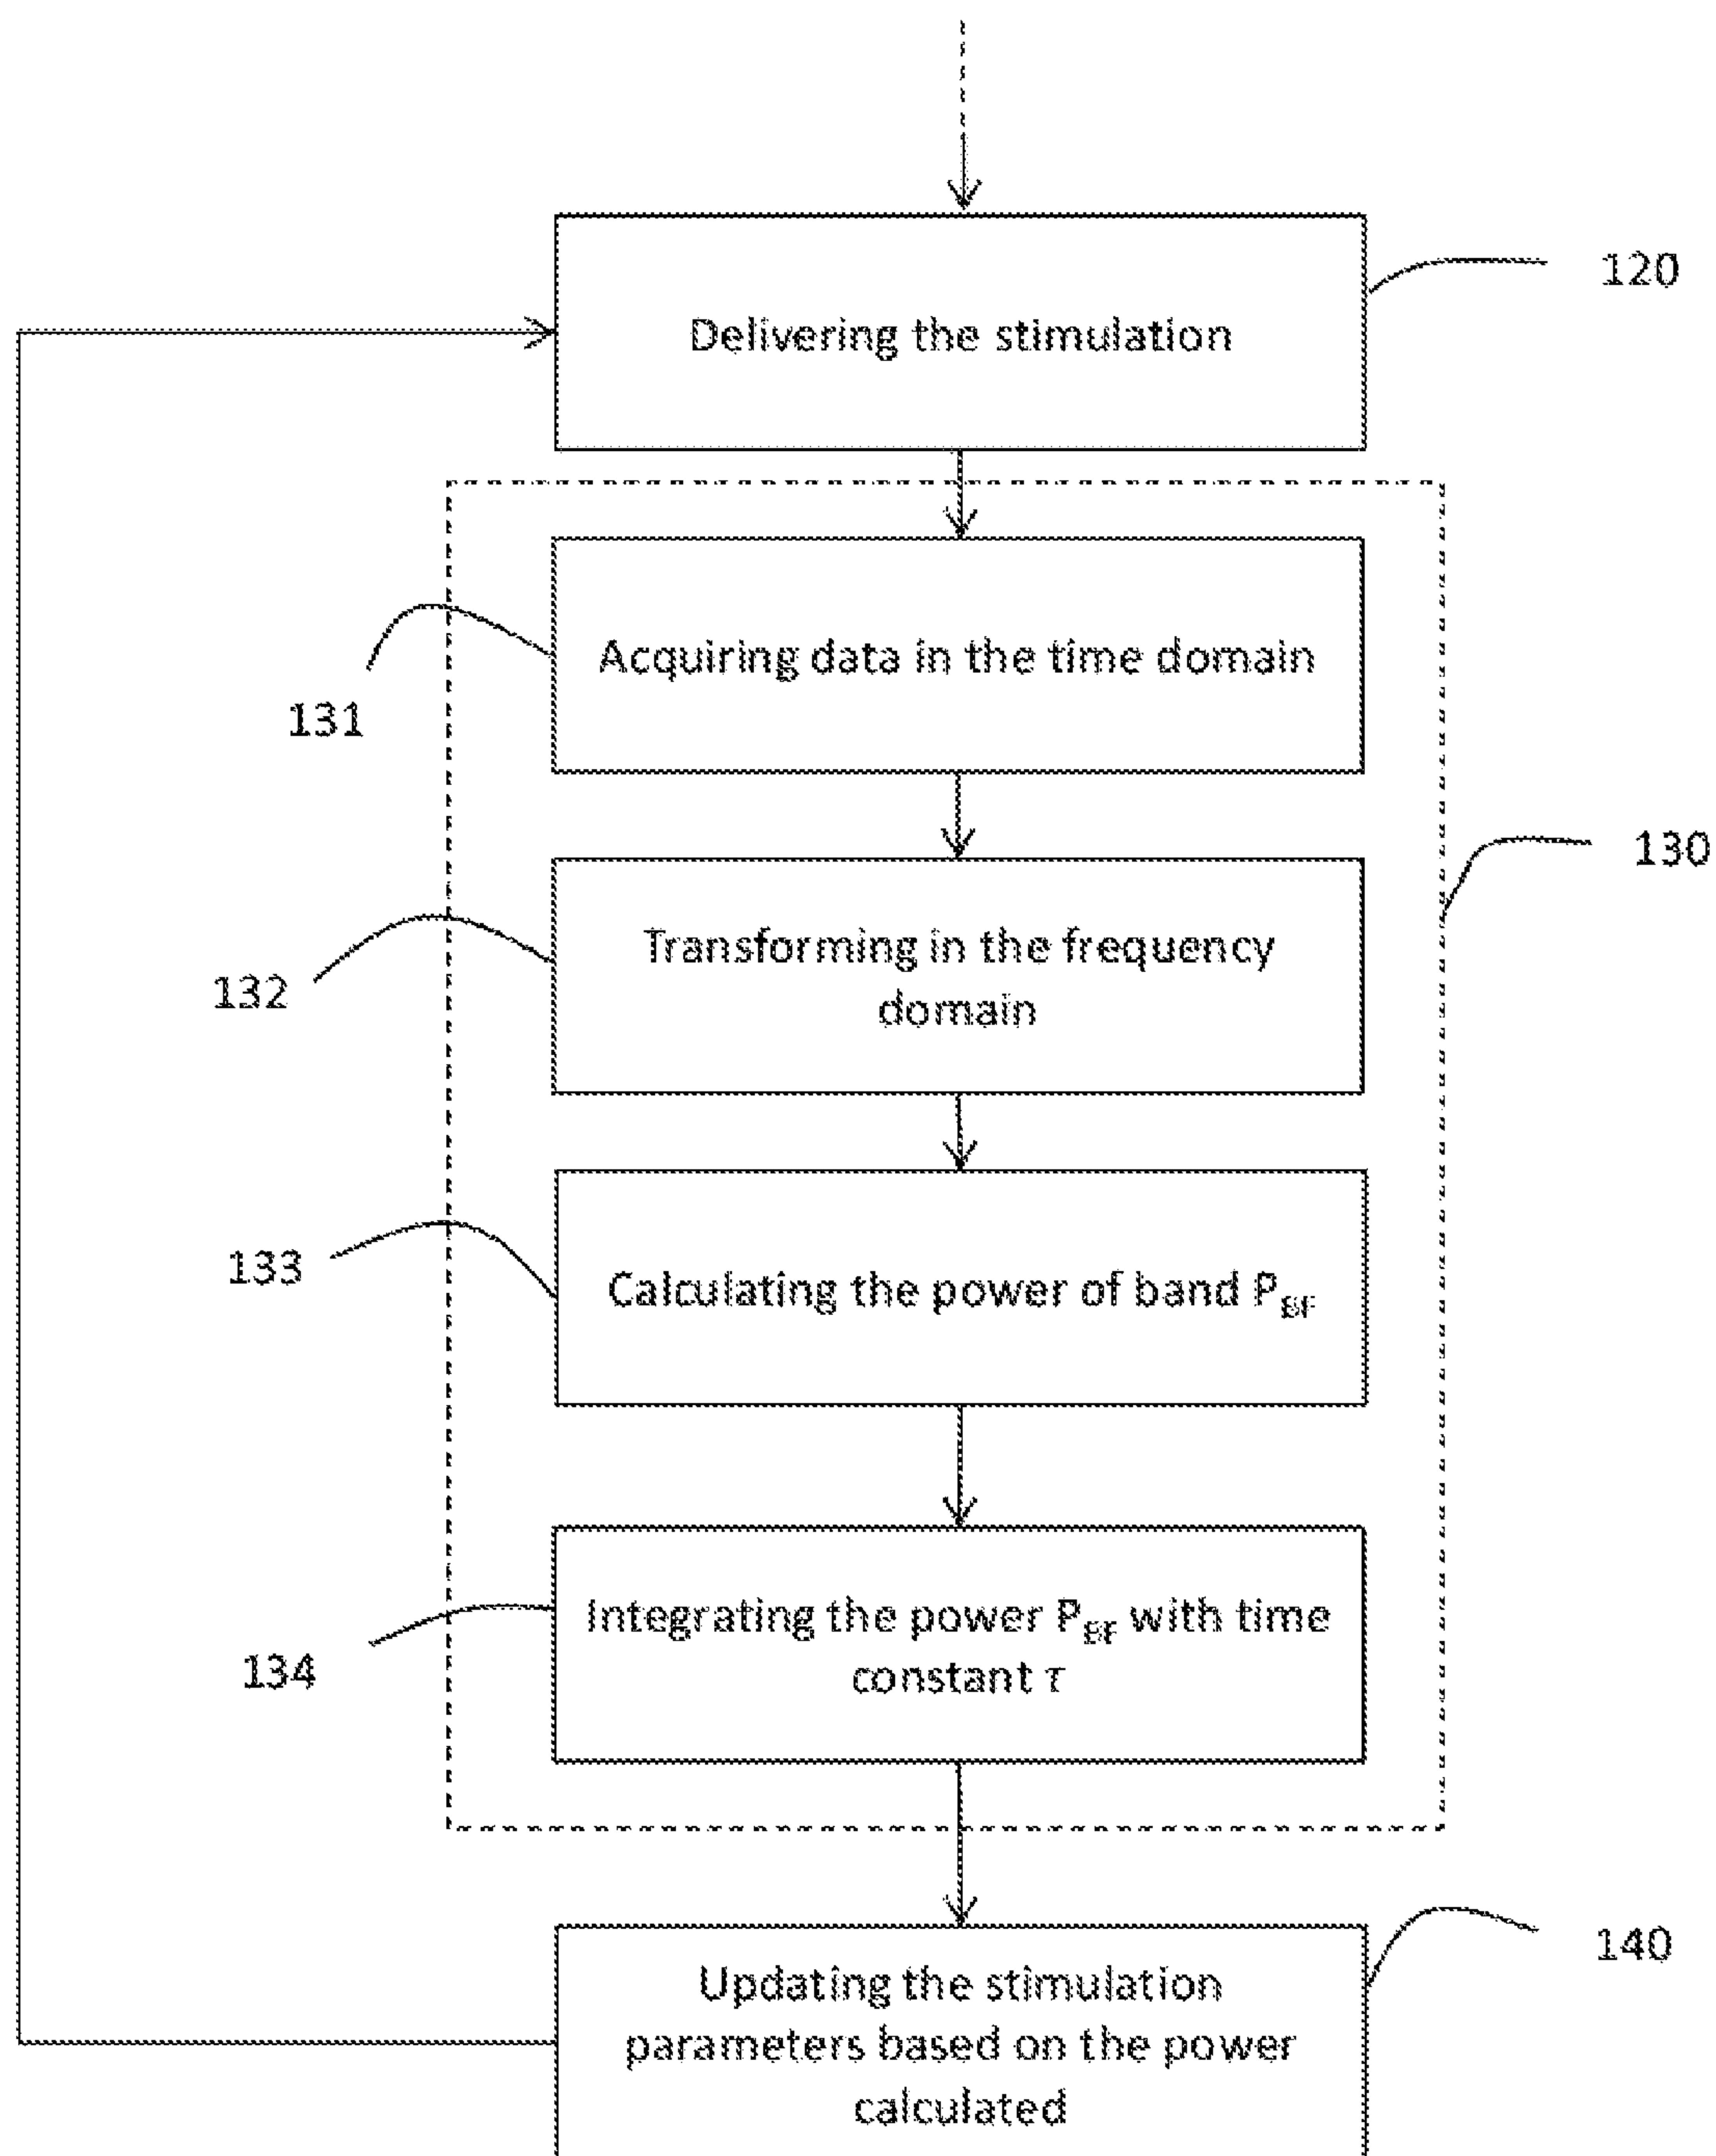 120
Delivering the stimulation
131
Acquiring data in the time domain
130
132
Transforming in the frequency
domain
133
Calculating the power of band P_BF
134
Integrating the power P_BF with time
constant τ
140
Updating the stimulation
parameters based on the power
calculated